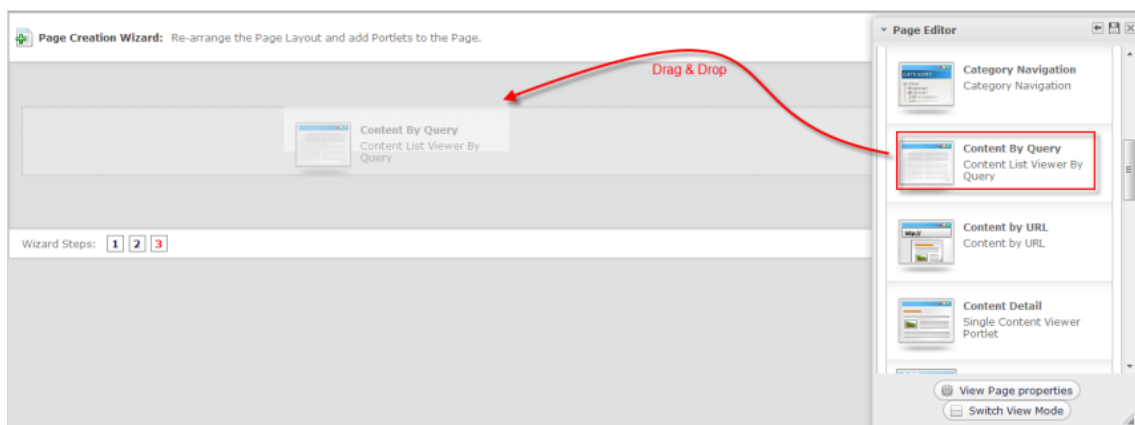 Page Creation Wizard: Re-arrange the Page Layout and add Portlets to the Page.
Drag & Drop
Content By Query
Content List Viewer By
Query
Wizard Steps: 1 2 3
Page Editor
CATEGORY
Category Navigation
Category Navigation
Content By Query
Content List Viewer By
Query
http://
Content by URL
Content by URL
Content Detail
Single Content Viewer
Portlet
View Page properties
Switch View Mode